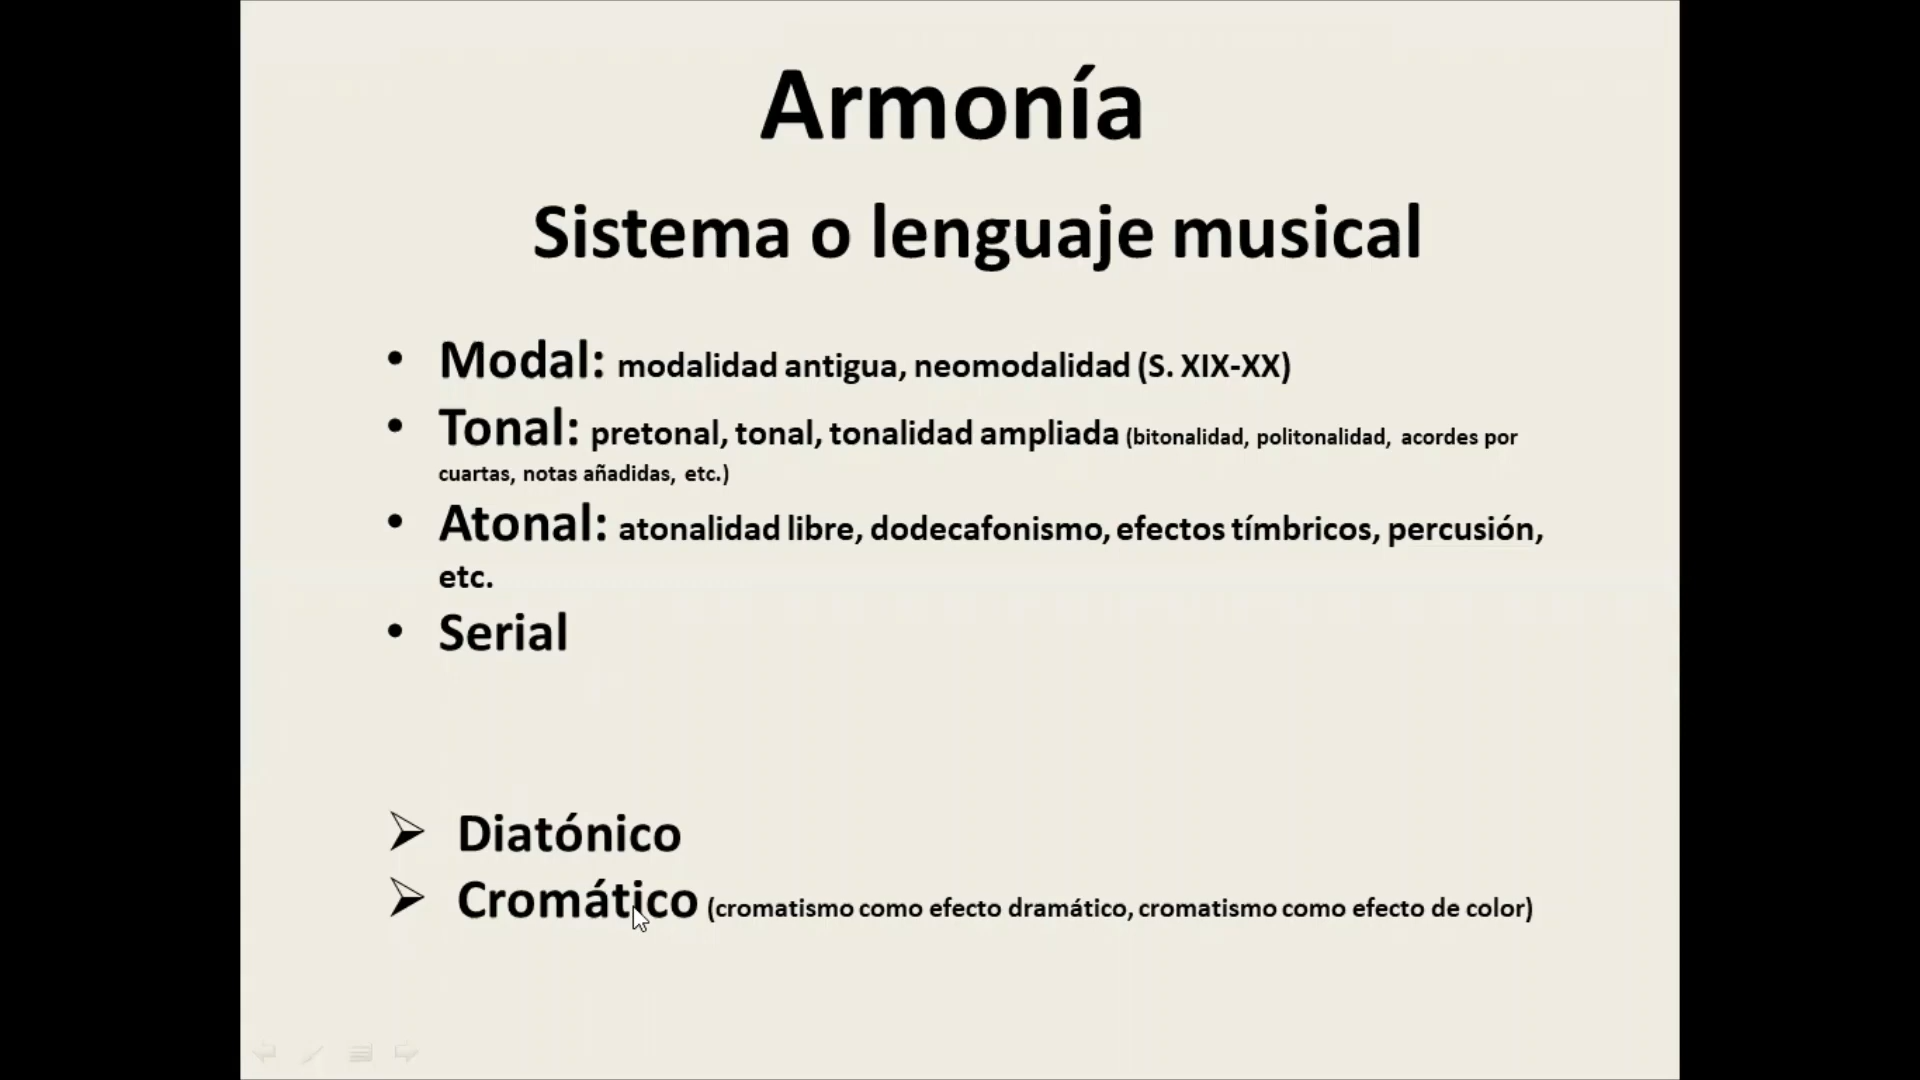 Armonía
Sistema o lenguaje musical
• Modal: modalidad antigua, neomodalidad (S. XIX-XX)
• Tonal: pretonal, tonal, tonalidad ampliada (bitonalidad, politonalidad, acordes por
cuartas, notas añadidas, etc.)
• Atonal: atonalidad libre, dodecafonismo, efectos tímbricos, percusión,
etc.
• Serial
➢ Diatónico
➢ Cromático (cromatismo como efecto dramático, cromatismo como efecto de color)